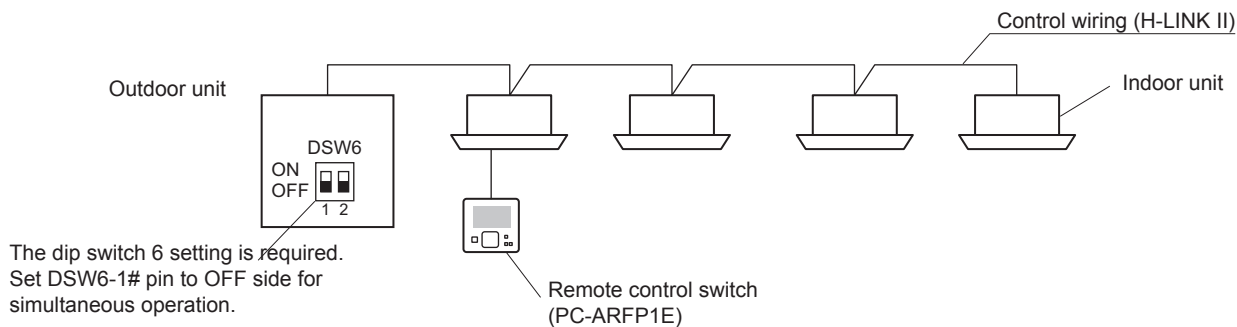 Control wiring (H-LINK II)
Outdoor unit
Indoor unit
DSW6
ON
OFF
1 2
The dip switch 6 setting is required.
Set DSW6-1# pin to OFF side for
simultaneous operation.
Remote control switch
(PC-ARFP1E)